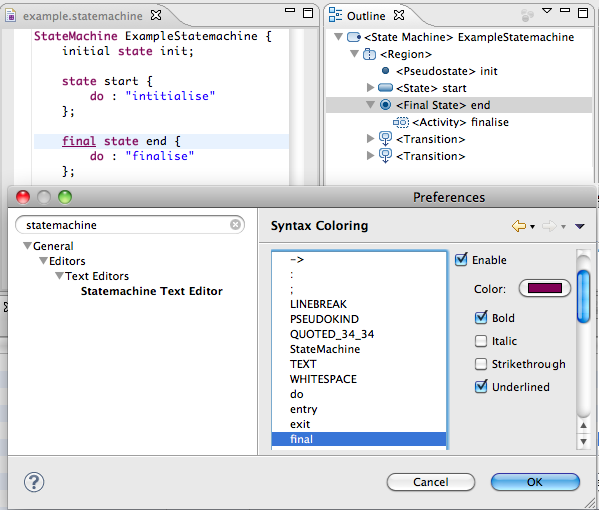 example.statemachine
StateMachine ExampleStatemachine {
initial state init;
state start {
do : "intitialise"
};
final state end {
do : "finalise"
};
Outline
<State Machine> ExampleStatemachine
<Region>
<Pseudostate> init
<State> start
<Final State> end
<Activity> finalise
<Transition>
<Transition>
Preferences
statemachine
General
Editors
Text Editors
Statemachine Text Editor
Syntax Coloring
->
:
;
LINEBREAK
PSEUDOKIND
QUOTED_34_34
StateMachine
TEXT
WHITESPACE
do
entry
exit
final
Enable
Color:
Bold
Italic
Strikethrough
Underlined
?
Cancel
OK